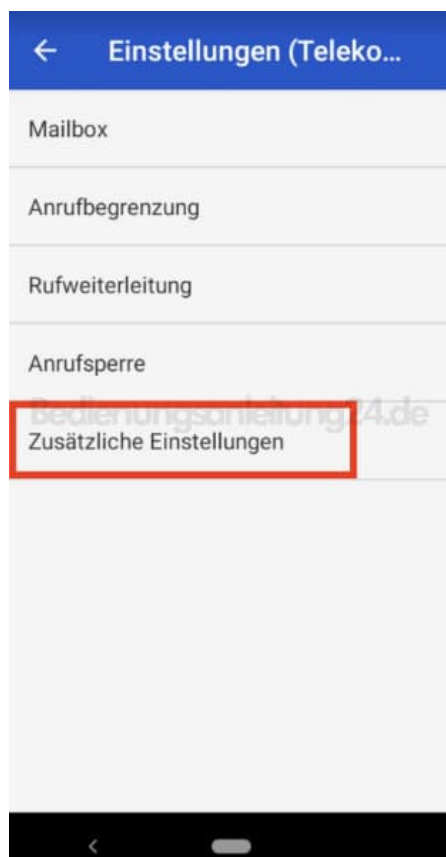 Einstellungen (Teleko...
Mailbox
Anrufbegrenzung
Rufweiterleitung
Anrufsperre
Bedienungsanleitung24.de
Zusätzliche Einstellungen